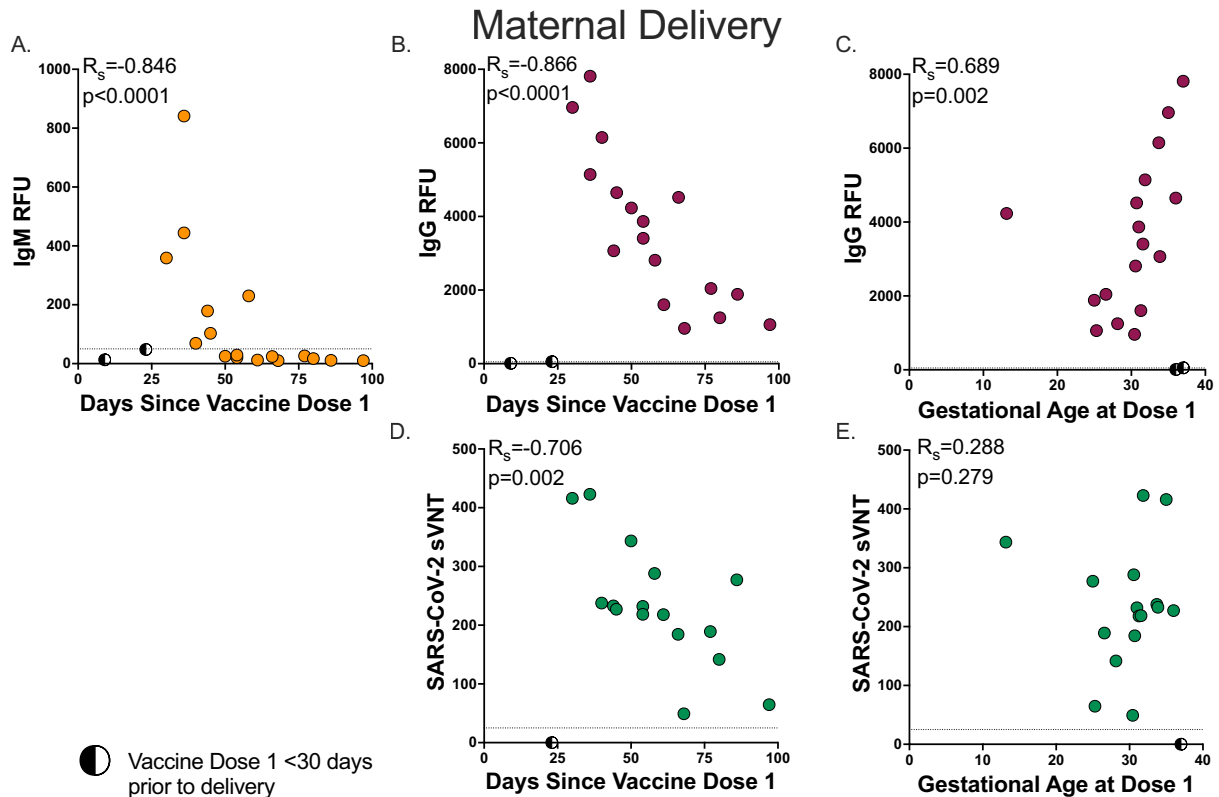 Maternal Delivery
A.
Rs=-0.846
p<0.0001
1000
800
600
400
200
0
IgM RFU
0 25 50 75 100
Days Since Vaccine Dose 1
B.
Rs=-0.866
p<0.0001
8000
6000
4000
2000
0
IgG RFU
0 25 50 75 100
Days Since Vaccine Dose 1
C.
Rs=0.689
p=0.002
8000
6000
4000
2000
0
IgG RFU
0 10 20 30 40
Gestational Age at Dose 1
D.
Rs=-0.706
p=0.002
500
400
300
200
100
0
SARS-CoV-2 sVNT
0 25 50 75 100
Days Since Vaccine Dose 1
E.
Rs=0.288
p=0.279
500
400
300
200
100
0
SARS-CoV-2 sVNT
0 10 20 30 40
Gestational Age at Dose 1
Vaccine Dose 1 <30 days
prior to delivery